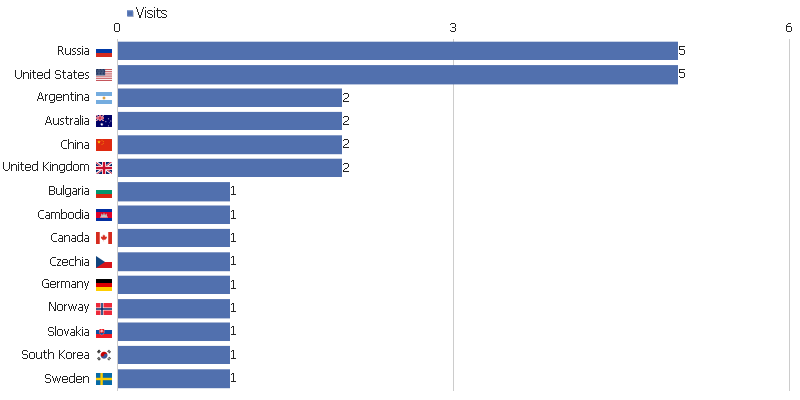 Visits
0 3 6
Russia 5
United States 5
Argentina 2
Australia 2
China 2
United Kingdom 2
Bulgaria 1
Cambodia 1
Canada 1
Czechia 1
Germany 1
Norway 1
Slovakia 1
South Korea 1
Sweden 1